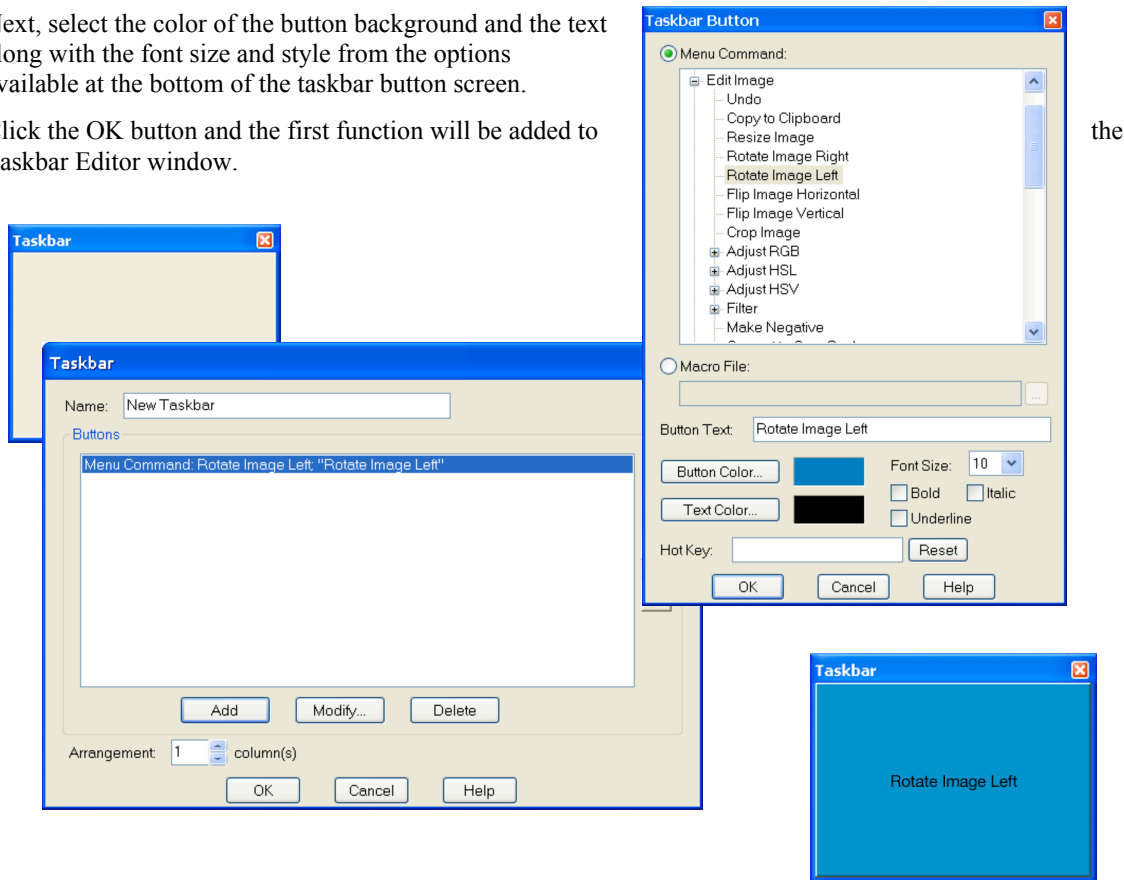 ext, select the color of the button background and the text
long with the font size and style from the options
vailable at the bottom of the taskbar button screen.
lick the OK button and the first function will be added to the
askbar Editor window.
Taskbar Button
Menu Command:
Edit Image
Undo
Copy to Clipboard
Resize Image
Rotate Image Right
Rotate Image Left
Flip Image Horizontal
Flip Image Vertical
Crop Image
Adjust RGB
Adjust HSL
Adjust HSV
Filter
Make Negative
Macro File:
...
Button Text: Rotate Image Left
Button Color... Font Size: 10
Bold Italic
Text Color...
Underline
Hot Key: Reset
OK Cancel Help
Taskbar
Taskbar
Name: New Taskbar
Buttons
Menu Command: Rotate Image Left: "Rotate Image Left"
Add Modify... Delete
Arrangement: 1 column(s)
OK Cancel Help
Taskbar
Rotate Image Left